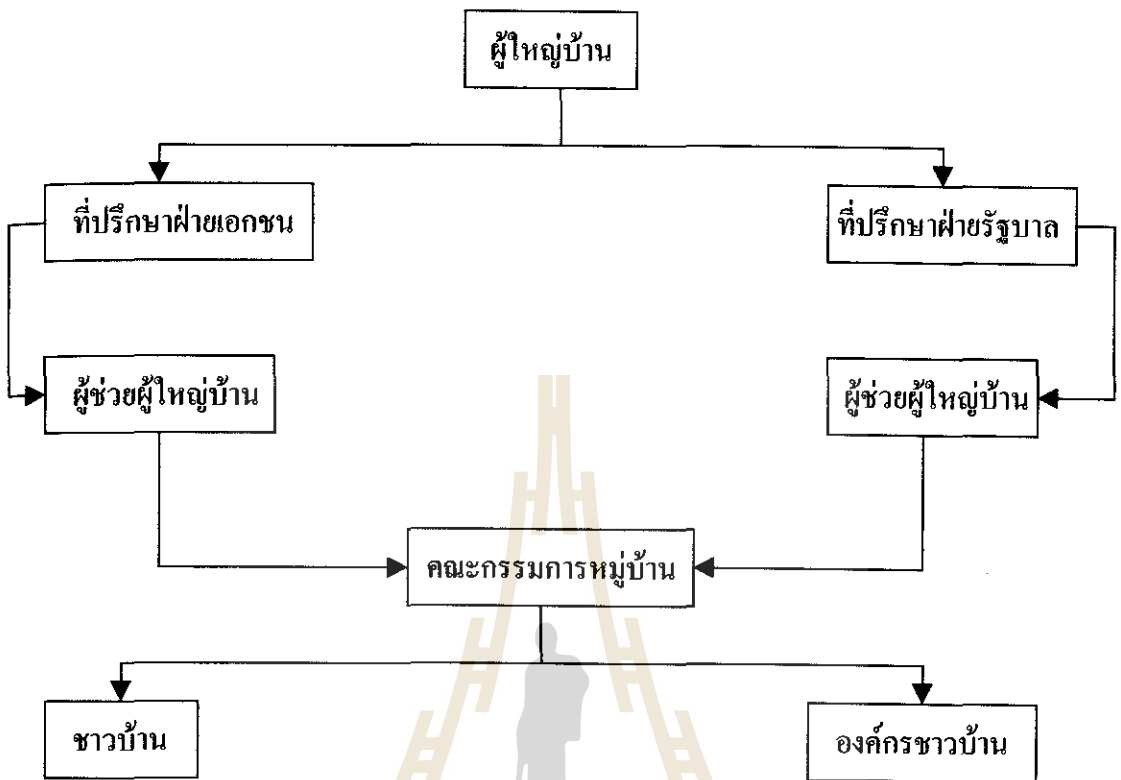 ผู้ใหญ่บ้าน
ที่ปรึกษาฝ่ายเอกชน
ที่ปรึกษาฝ่ายรัฐบาล
ผู้ช่วยผู้ใหญ่บ้าน
ผู้ช่วยผู้ใหญ่บ้าน
คณะกรรมการหมู่บ้าน
ชาวบ้าน
องค์กรชาวบ้าน